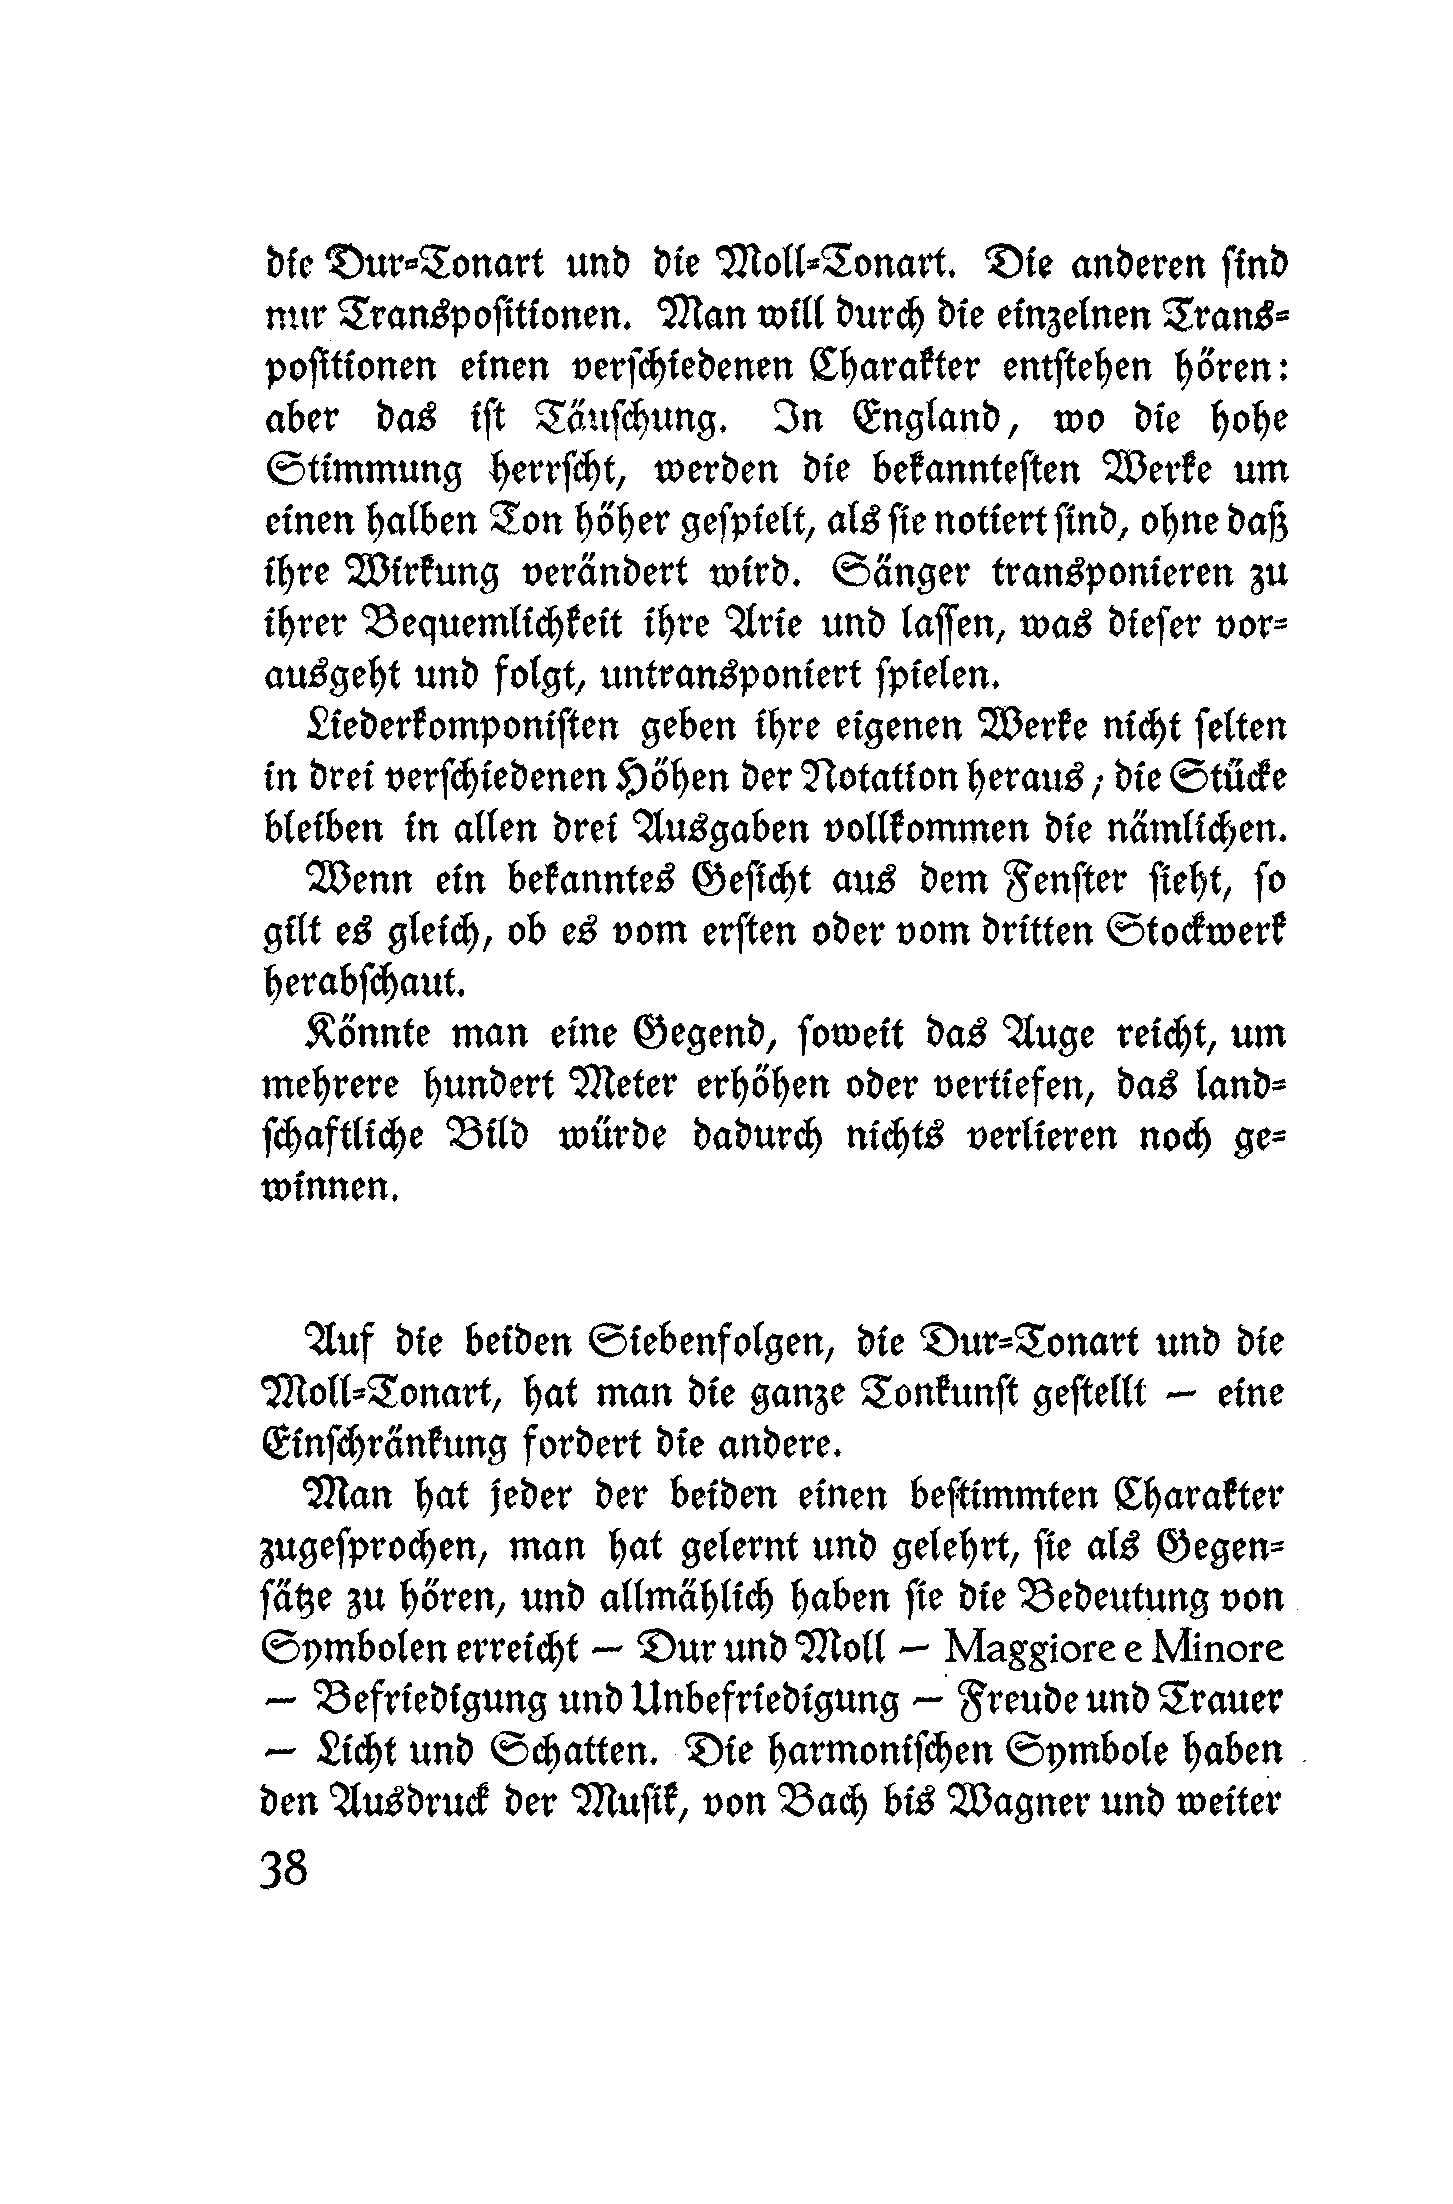 die Dur-Tonart und die Moll-Tonart. Die anderen sind
nur Transpositionen. Man will durch die einzelnen Trans-
positionen einen verschiedenen Charakter entstehen hören:
aber das ist Täuschung. In England, wo die hohe
Stimmung herrscht, werden die bekanntesten Werke um
einen halben Ton höher gespielt, als sie notiert sind, ohne daß
ihre Wirkung verändert wird. Sänger transponieren zu
ihrer Bequemlichkeit ihre Arie und lassen, was dieser vor-
ausgeht und folgt, untransponiert spielen.
Liederkomponisten geben ihre eigenen Werke nicht selten
in drei verschiedenen Höhen der Notation heraus; die Stücke
bleiben in allen drei Ausgaben vollkommen die nämlichen.
Wenn ein bekanntes Gesicht aus dem Fenster sieht, so
gilt es gleich, ob es vom ersten oder vom dritten Stockwerk
herabschaut.
Könnte man eine Gegend, soweit das Auge reicht, um
mehrere hundert Meter erhöhen oder vertiefen, das land-
schaftliche Bild würde dadurch nichts verlieren noch ge-
winnen.
Auf die beiden Siebenfolgen, die Dur-Tonart und die
Moll-Tonart, hat man die ganze Tonkunst gestellt — eine
Einschränkung fordert die andere.
Man hat jeder der beiden einen bestimmten Charakter
zugesprochen, man hat gelernt und gelehrt, sie als Gegen-
sätze zu hören, und allmählich haben sie die Bedeutung von
Symbolen erreicht — Dur und Moll — Maggiore e Minore
— Befriedigung und Unbefriedigung — Freude und Trauer
— Licht und Schatten. Die harmonischen Symbole haben
den Ausdruck der Musik, von Bach bis Wagner und weiter
38